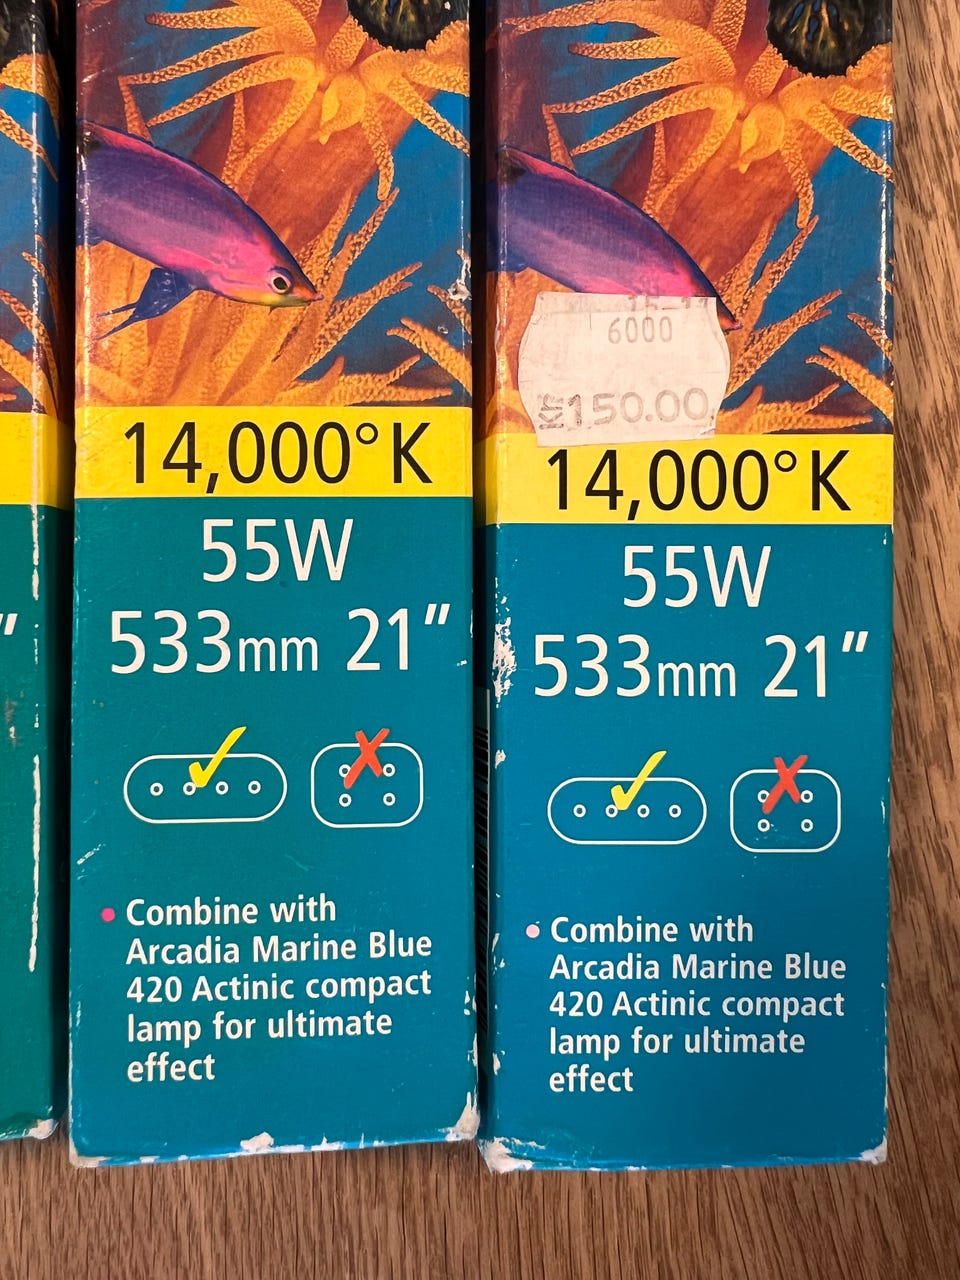 14,000°K
55W
533mm 21"
Combine with
Arcadia Marine Blue
420 Actinic compact
lamp for ultimate
effect
6000
Kr 150.00
14,000°K
55W
533mm 21"
Combine with
Arcadia Marine Blue
420 Actinic compact
lamp for ultimate
effect
"